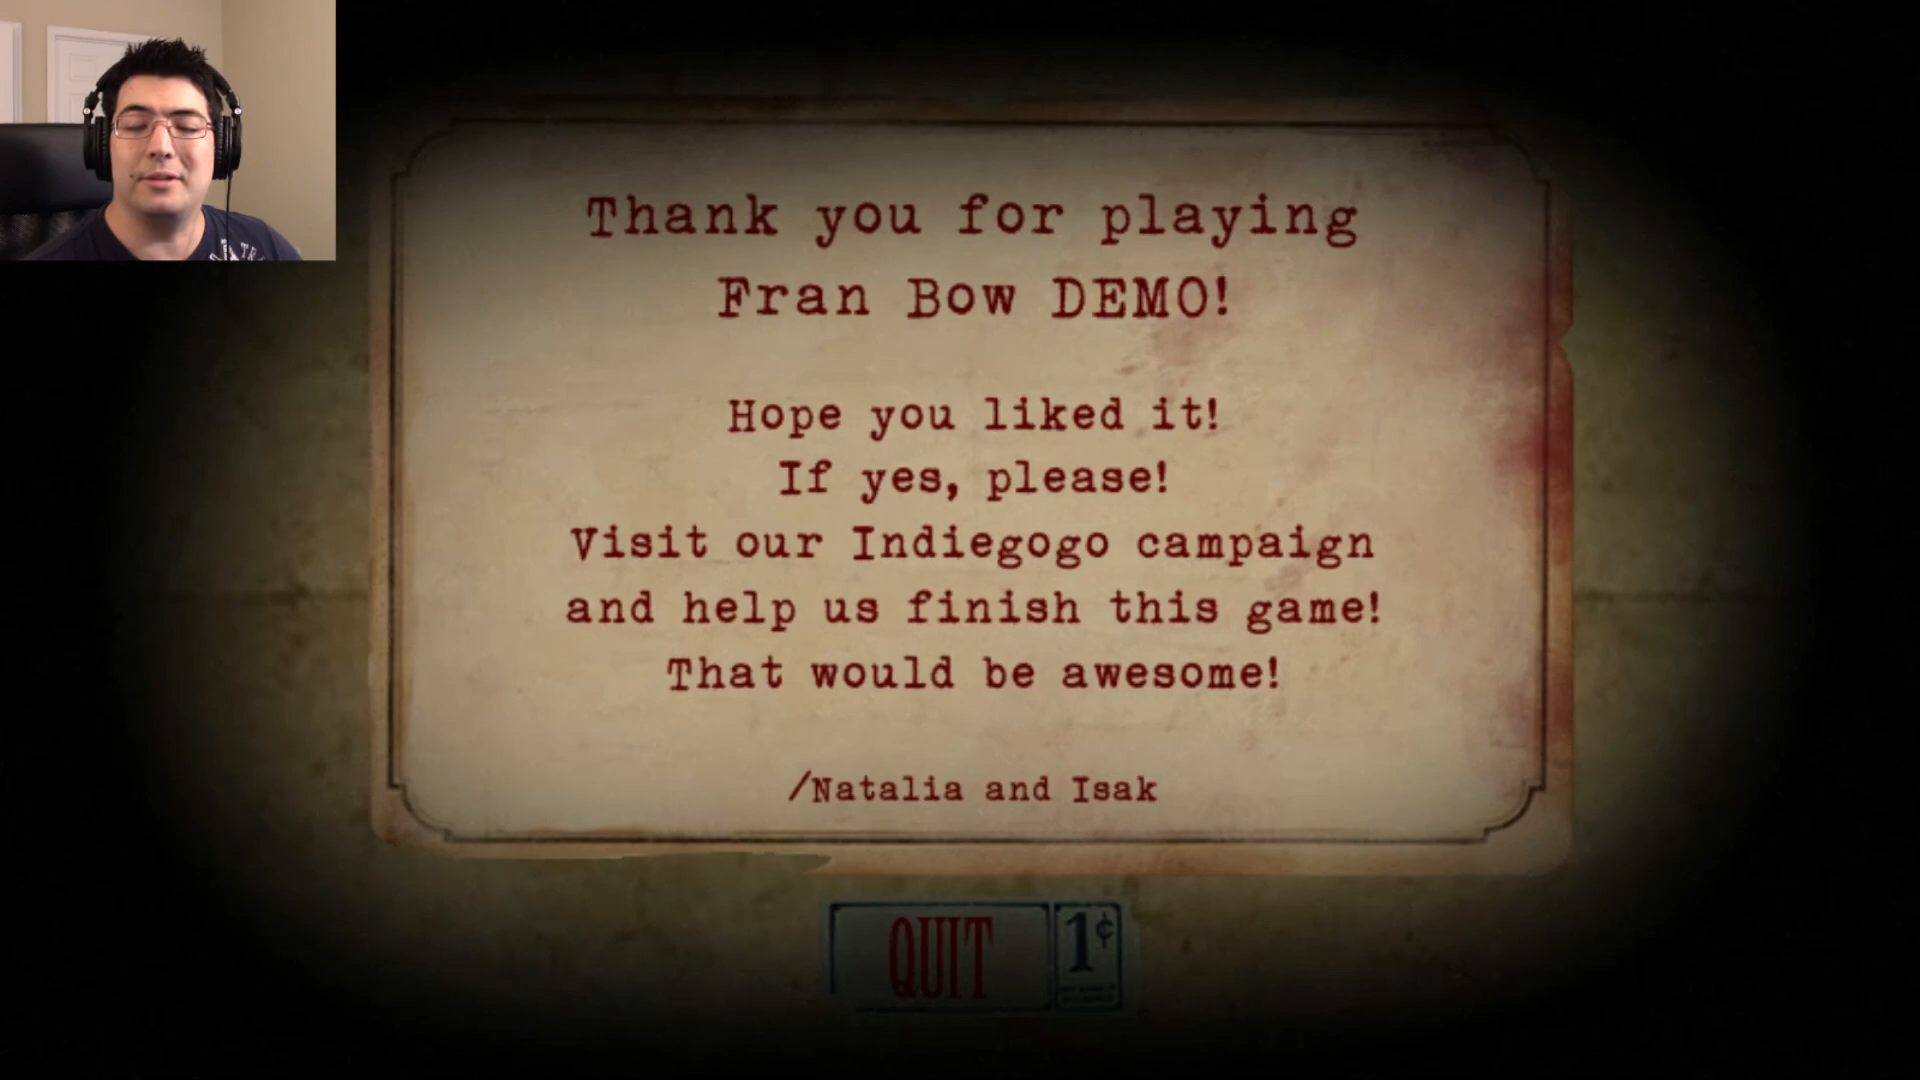 Thank you for playing
Fran Bow DEMO!
Hope you liked it!
If yes, please!
Visit our Indiegogo campaign
and help us finish this game!
That would be awesome!
/Natalia and Isak
QUIT
1¢